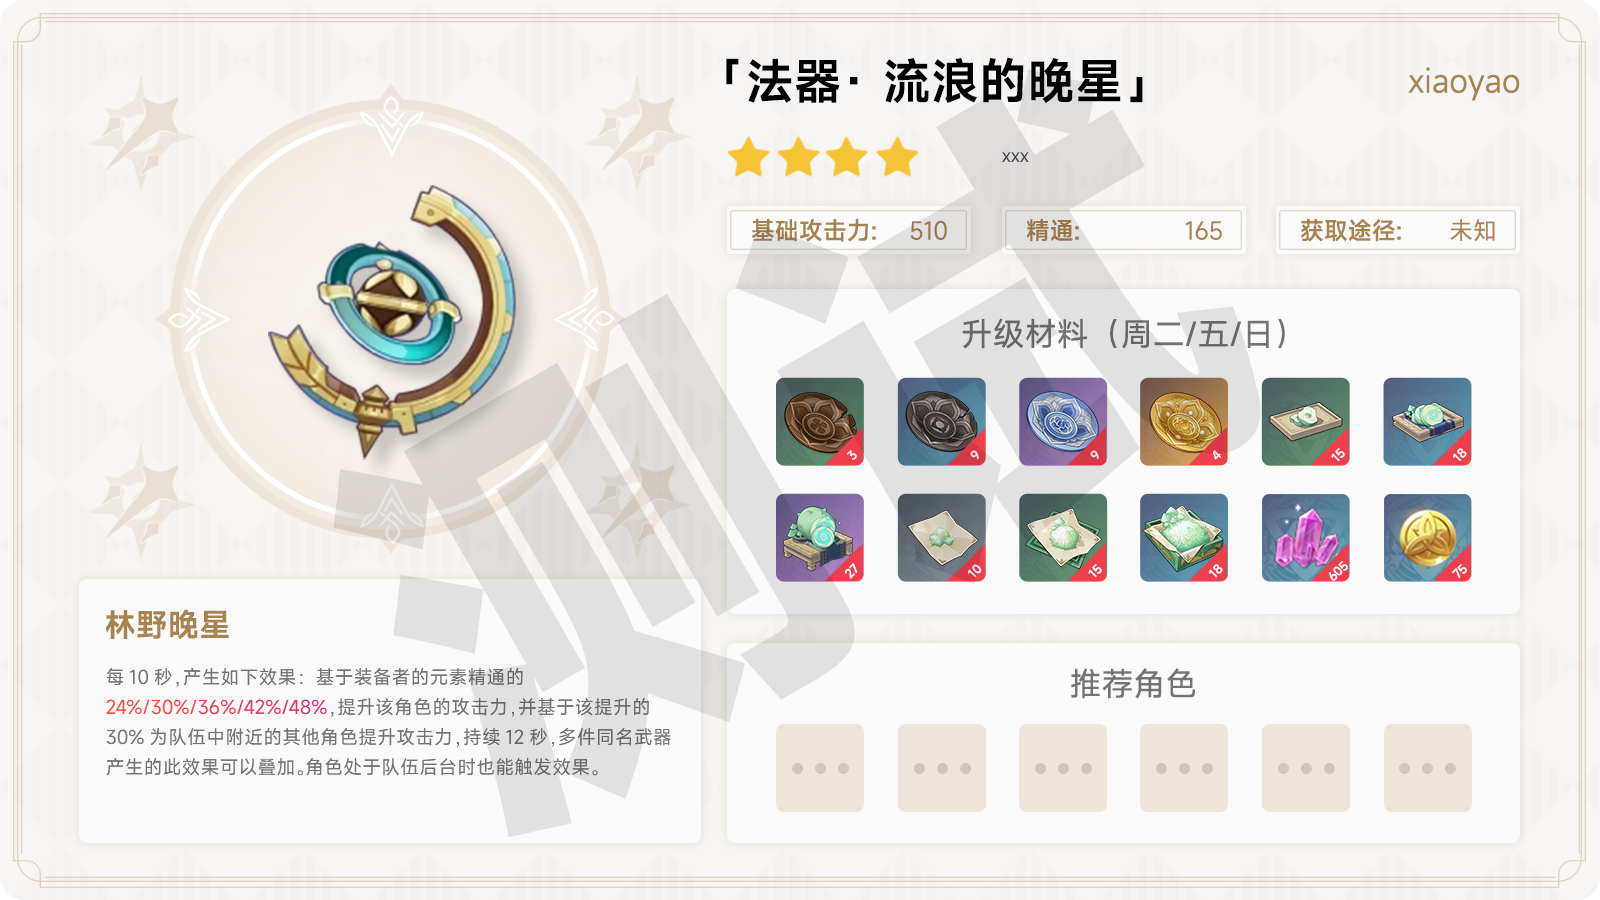 「法器· 流浪的晚星」
xiaoyao
xxx
基础攻击力: 510
精通: 165
获取途径: 未知
升级材料（周二/五/日）
3
9
9
4
15
18
27
10
15
18
605
75
林野晚星
每 10 秒,产生如下效果：基于装备者的元素精通的
24%/30%/36%/42%/48%,提升该角色的攻击力,并基于该提升的
30% 为队伍中附近的其他角色提升攻击力,持续 12 秒,多件同名武器
产生的此效果可以叠加。角色处于队伍后台时也能触发效果。
推荐角色
测试